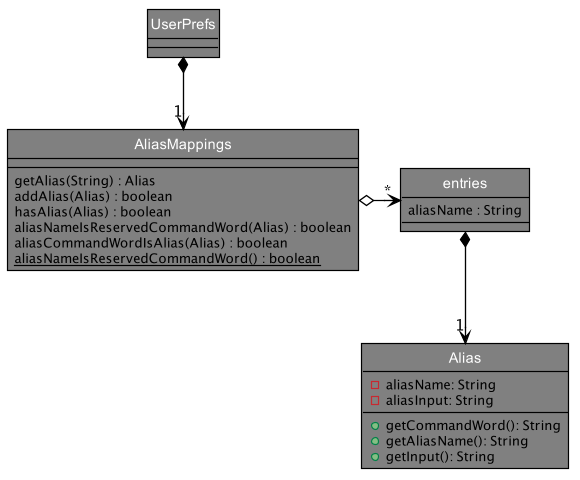 UserPrefs
1
AliasMappings
getAlias(String) : Alias
addAlias(Alias) : boolean
hasAlias(Alias) : boolean
aliasNameIsReservedCommandWord(Alias) : boolean
aliasCommandWordIsAlias(Alias) : boolean
aliasNameIsReservedCommandWord() : boolean
*
entries
aliasName : String
1
Alias
aliasName: String
aliasInput: String
getCommandWord(): String
getAliasName(): String
getInput(): String